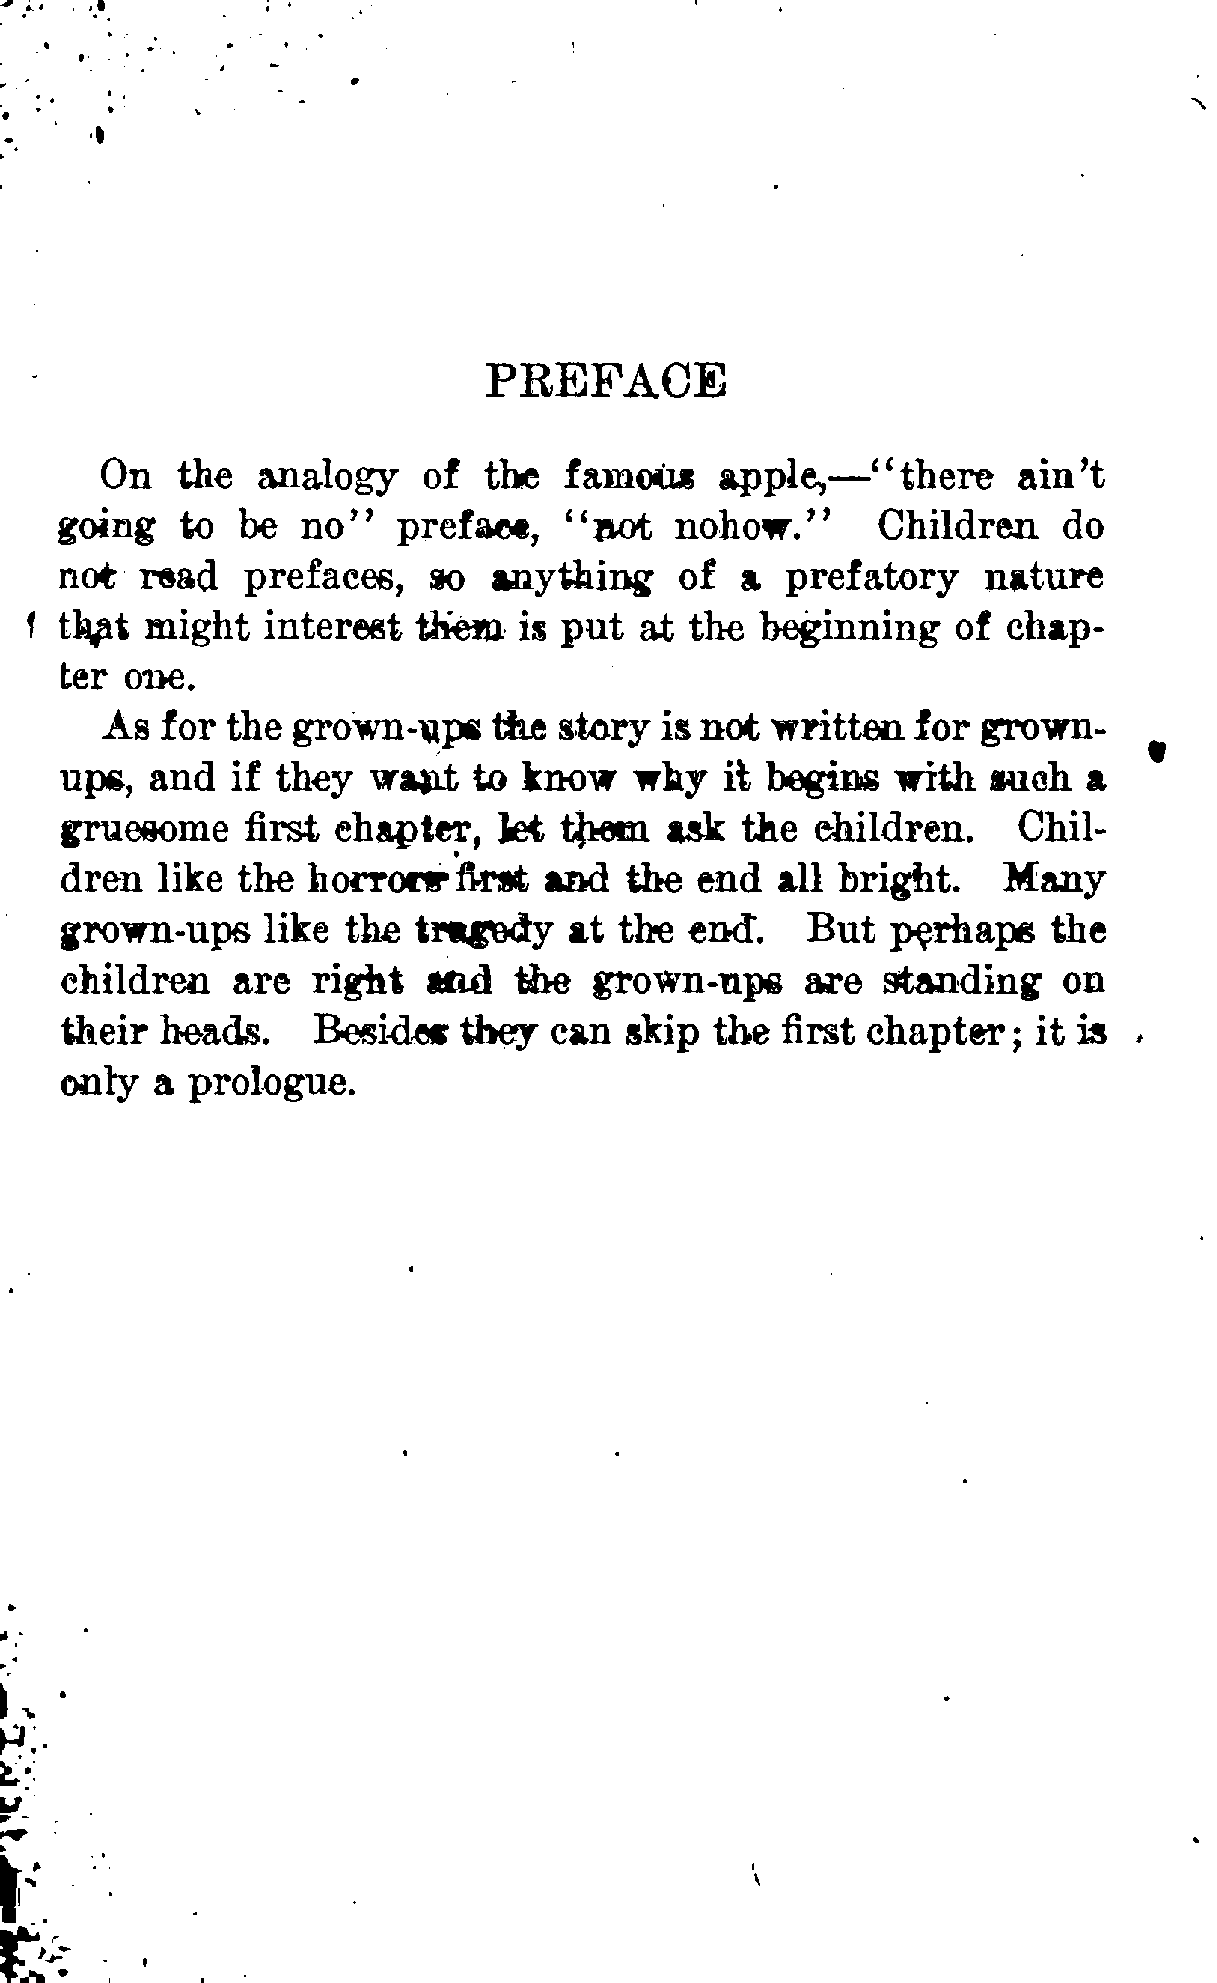 PREFACE
On the analogy of the famous apple,—“there ain’t
going to be no” preface, “not nohow.” Children do
not read prefaces, so anything of a prefatory nature
that might interest them is put at the beginning of chap-
ter one.
As for the grown-ups the story is not written for grown-
ups, and if they want to know why it begins with such a
gruesome first chapter, let them ask the children. Chil-
dren like the horrors first and the end all bright. Many
grown-ups like the tragedy at the end. But perhaps the
children are right and the grown-ups are standing on
their heads. Besides they can skip the first chapter; it is
only a prologue.